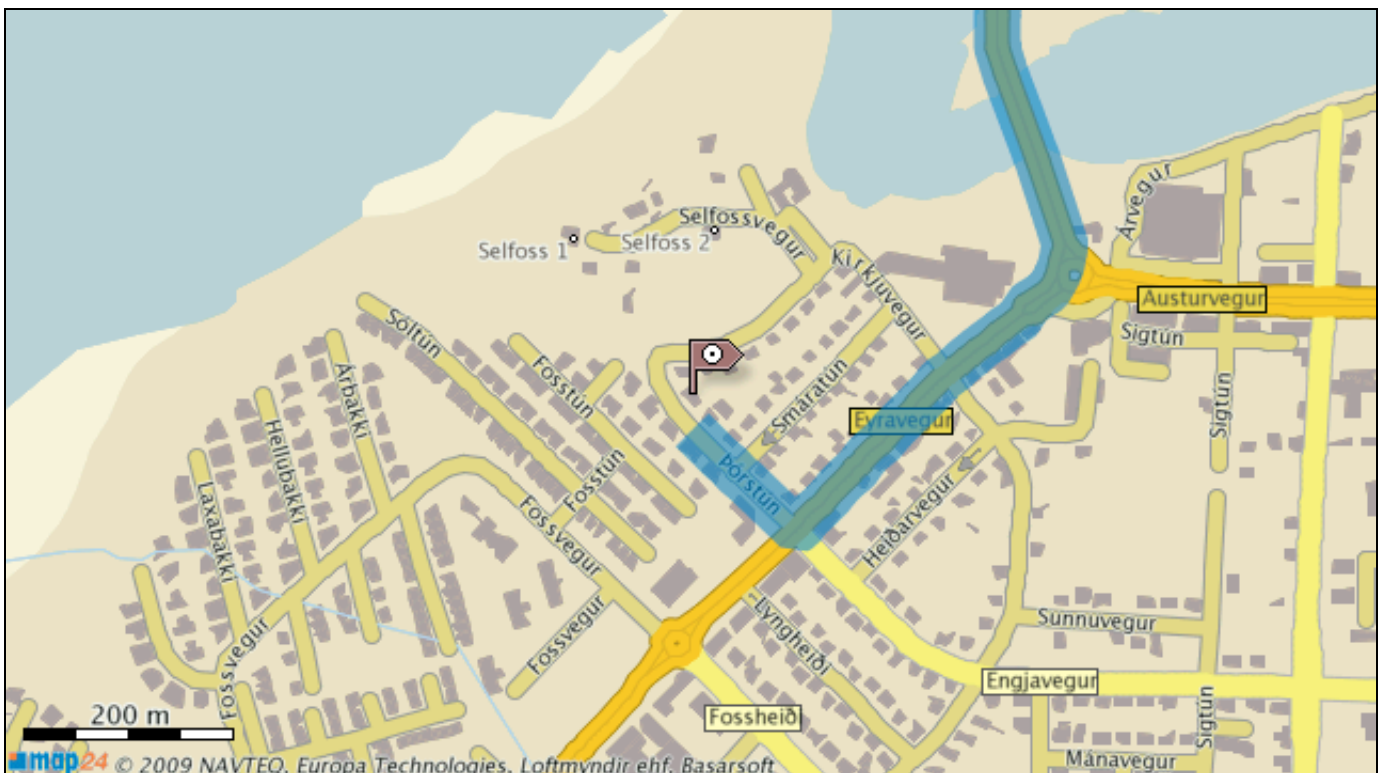 Árvegur
Selfossvegur
Selfoss 1
Selfoss 2
Kirkjuvegur
Austurvegur
Sóltún
Sigtún
Árbakki
Fosstún
Smáratún
Sigtún
Eyravegur
Hellubakki
Þórstún
Fosstún
Laxabakki
Fossvegur
Heiðarvegur
Lyngheiði
Sunnuvegur
Fossvegur
Fossvegur
Engjavegur
Sigtún
200 m
Fossheið
Mánavegur
map24 © 2009 NAVTEQ, Europa Technologies, Loftmyndir ehf, Basarsoft